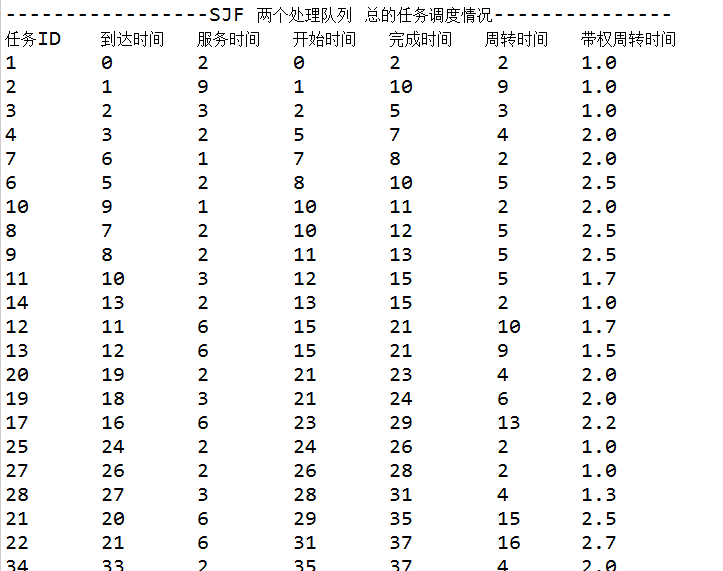 -----------------SJF 两个处理队列 总的任务调度情况---------------
任务ID 到达时间 服务时间 开始时间 完成时间 周转时间 带权周转时间
1 0 2 0 2 2 1.0
2 1 9 1 10 9 1.0
3 2 3 2 5 3 1.0
4 3 2 5 7 4 2.0
7 6 1 7 8 2 2.0
6 5 2 8 10 5 2.5
10 9 1 10 11 2 2.0
8 7 2 10 12 5 2.5
9 8 2 11 13 5 2.5
11 10 3 12 15 5 1.7
14 13 2 13 15 2 1.0
12 11 6 15 21 10 1.7
13 12 6 15 21 9 1.5
20 19 2 21 23 4 2.0
19 18 3 21 24 6 2.0
17 16 6 23 29 13 2.2
25 24 2 24 26 2 1.0
27 26 2 26 28 2 1.0
28 27 3 28 31 4 1.3
21 20 6 29 35 15 2.5
22 21 6 31 37 16 2.7
34 33 2 35 37 4 2.0